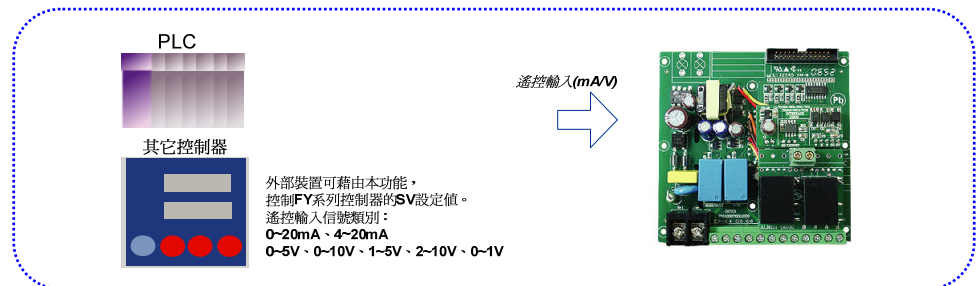 PLC
其它控制器
外部裝置可藉由本功能，
控制FY系列控制器的SV設定值。
遙控輸入信號類別：
0~20mA、4~20mA
0~5V、0~10V、1~5V、2~10V、0~1V
遙控輸入(mA/V)
Pb